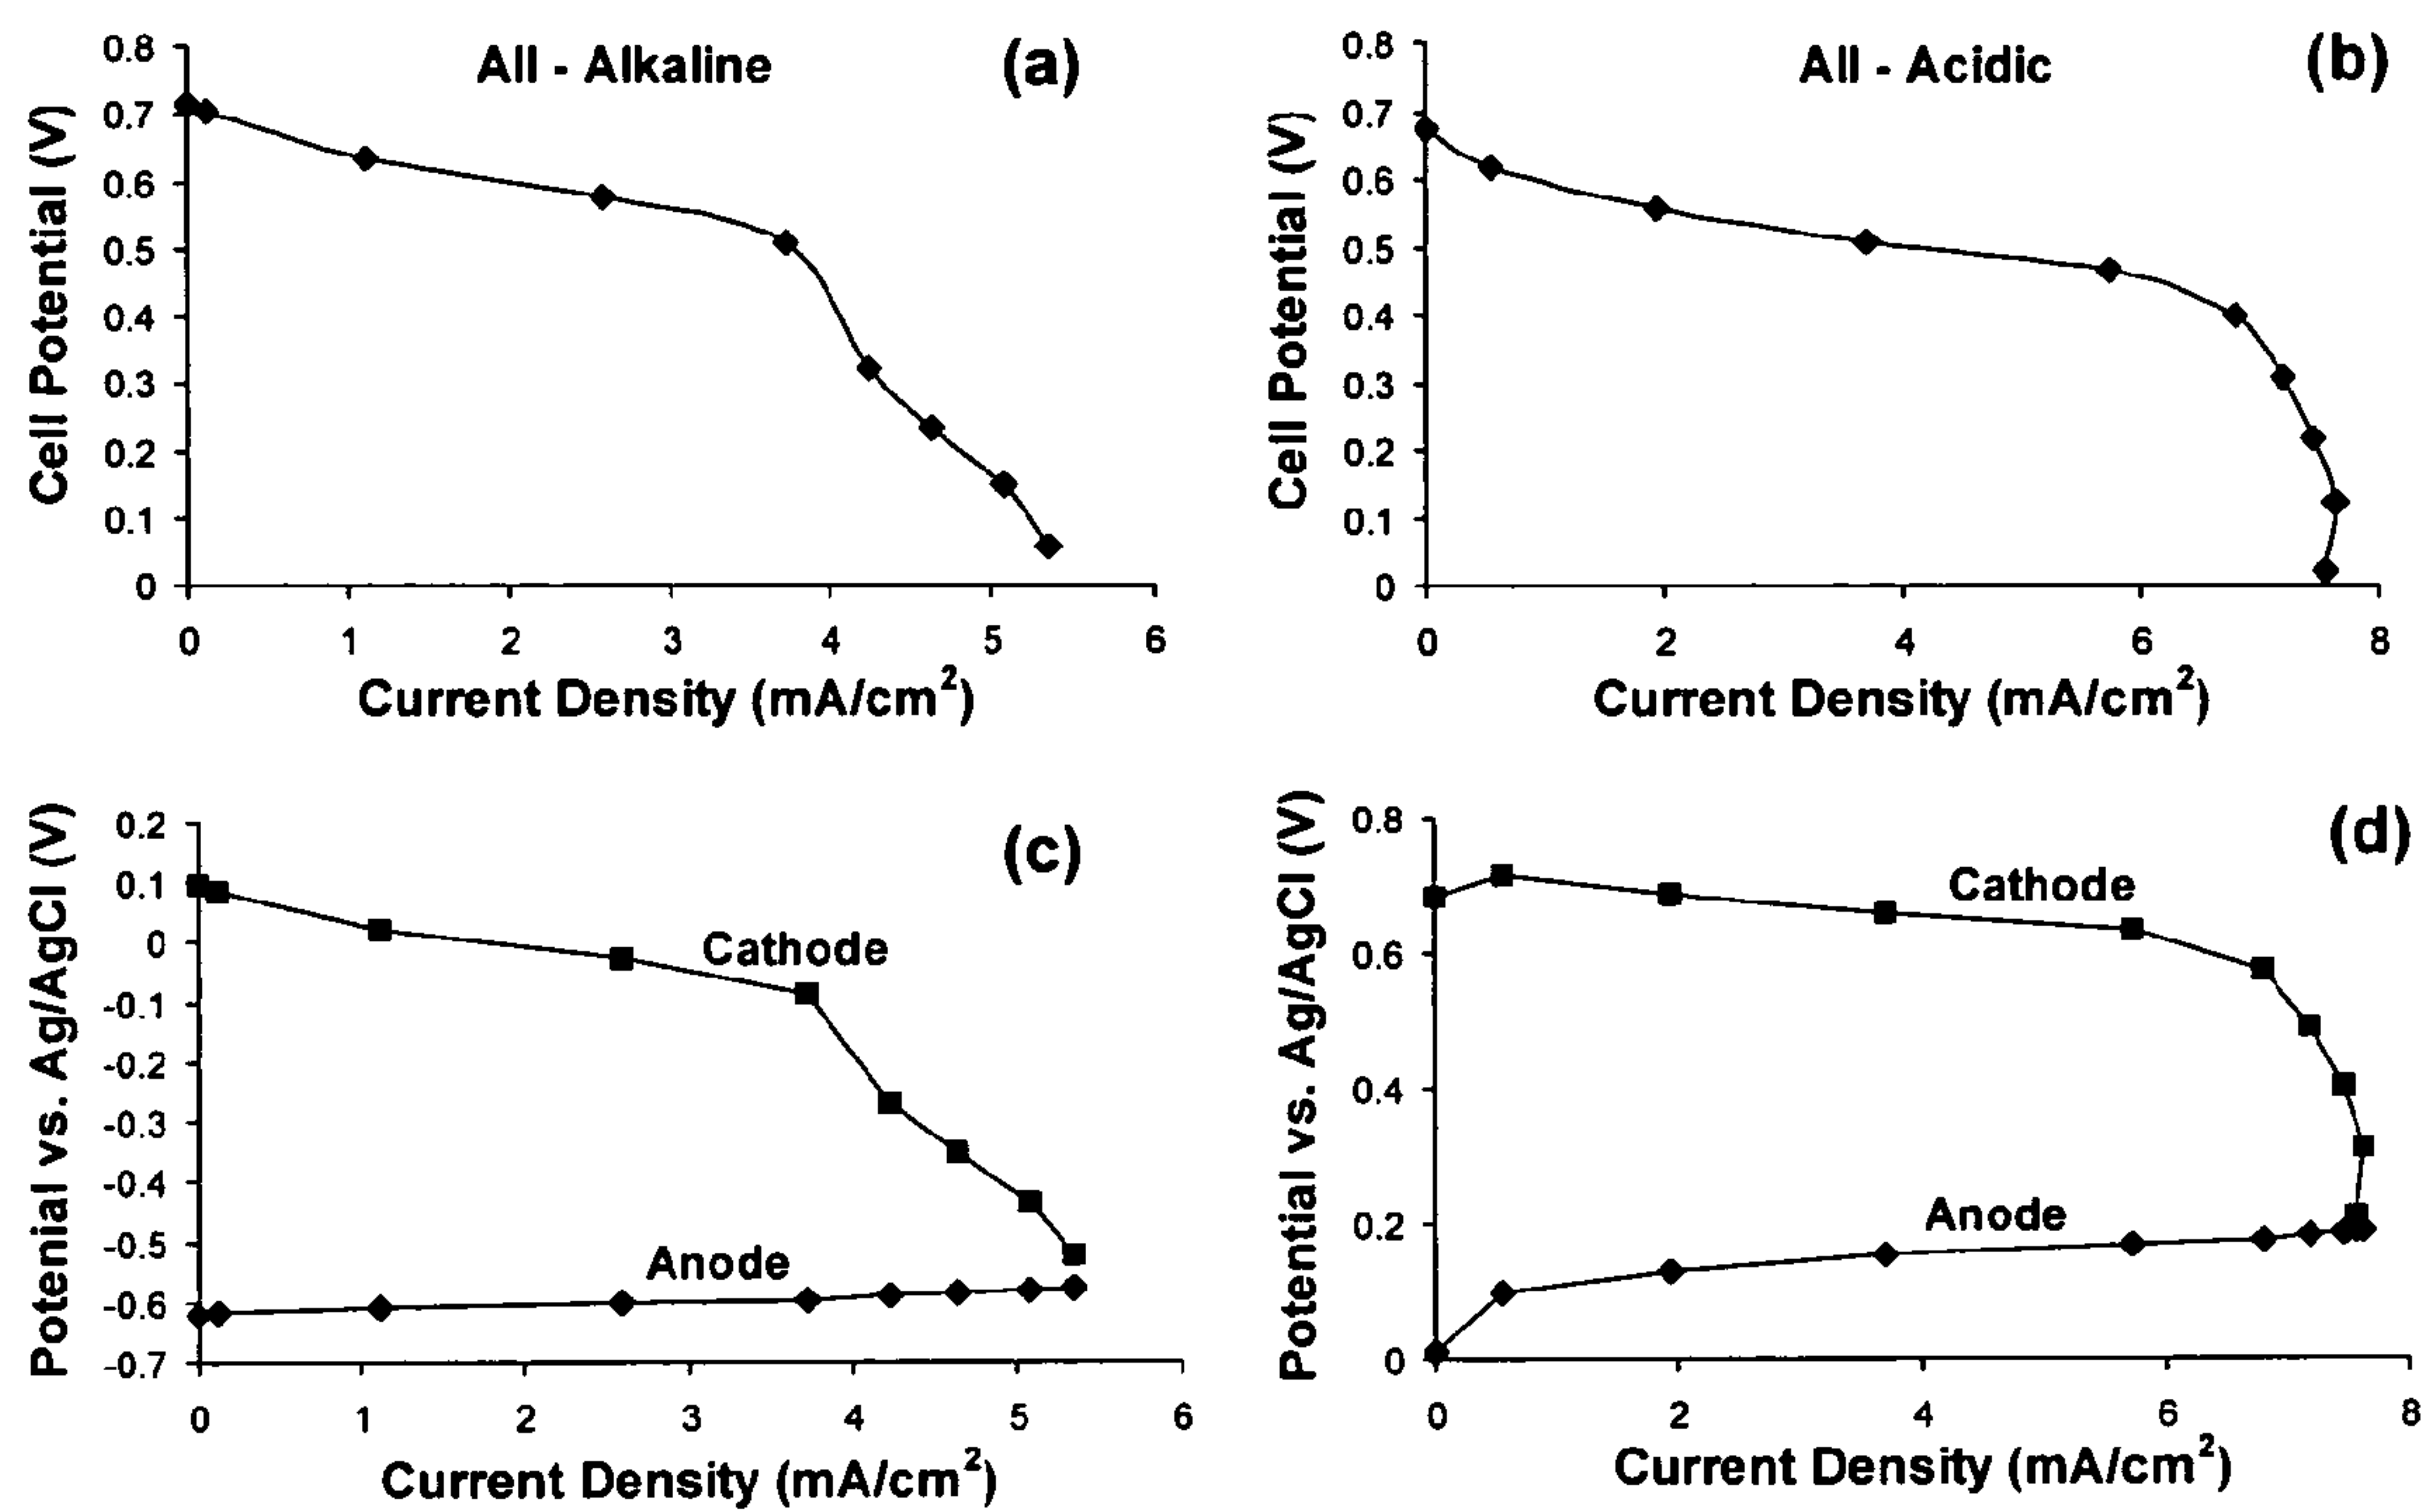 All - Alkaline
(a)
Cell Potential (V)
0.8
0.7
0.6
0.5
0.4
0.3
0.2
0.1
0
0 1 2 3 4 5 6
Current Density (mA/cm²)
All - Acidic
(b)
Cell Potential (V)
0.8
0.7
0.6
0.5
0.4
0.3
0.2
0.1
0
0 2 4 6 8
Current Density (mA/cm²)
(c)
Potenial vs. Ag/AgCl (V)
0.2
0.1
0
-0.1
-0.2
-0.3
-0.4
-0.5
-0.6
-0.7
Cathode
Anode
0 1 2 3 4 5 6
Current Density (mA/cm²)
(d)
Potential vs. Ag/AgCl (V)
0.8
0.6
0.4
0.2
0
Cathode
Anode
0 2 4 6 8
Current Density (mA/cm²)